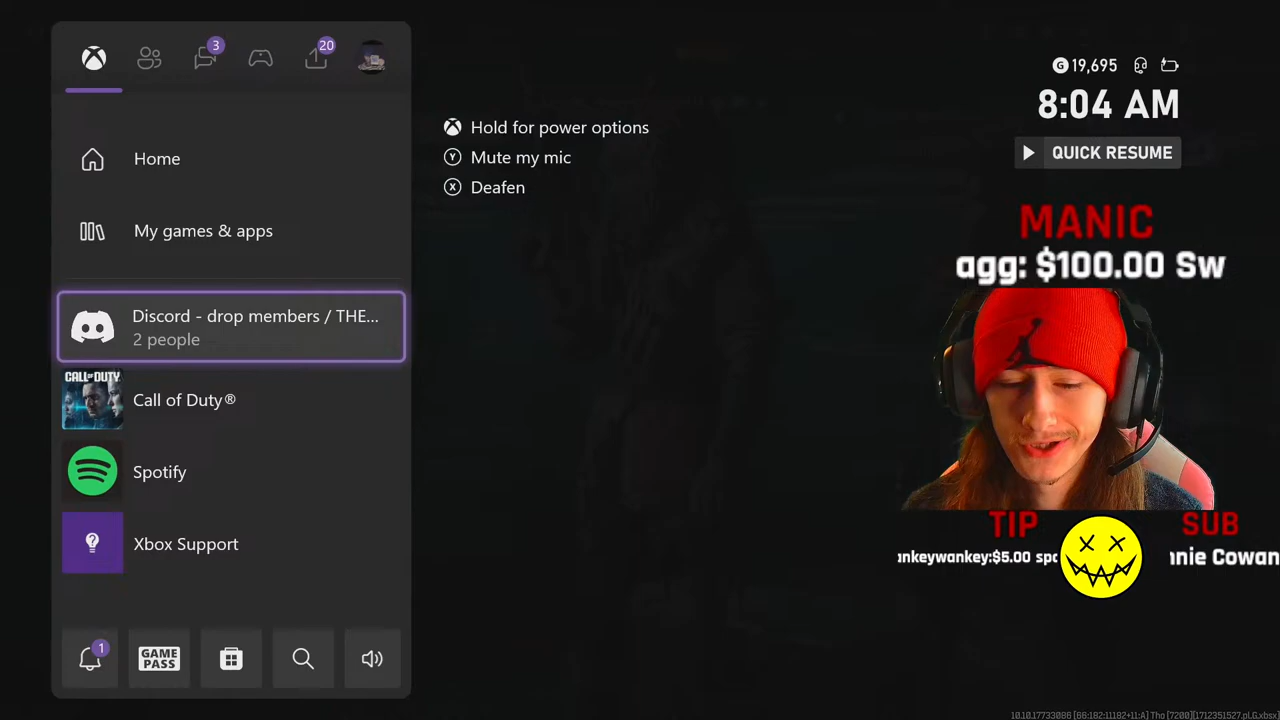 3
20
Home
My games & apps
Discord - drop members / THE...
2 people
CALL OF DUTY
Call of Duty®
Spotify
Xbox Support
1
GAME
PASS
Hold for power options
Y Mute my mic
X Deafen
G 19,695
8:04 AM
QUICK RESUME
MANIC
agg: $100.00 Sw
TIP
ankeywankey:$5.00 spo
SUB
nnie Cowan